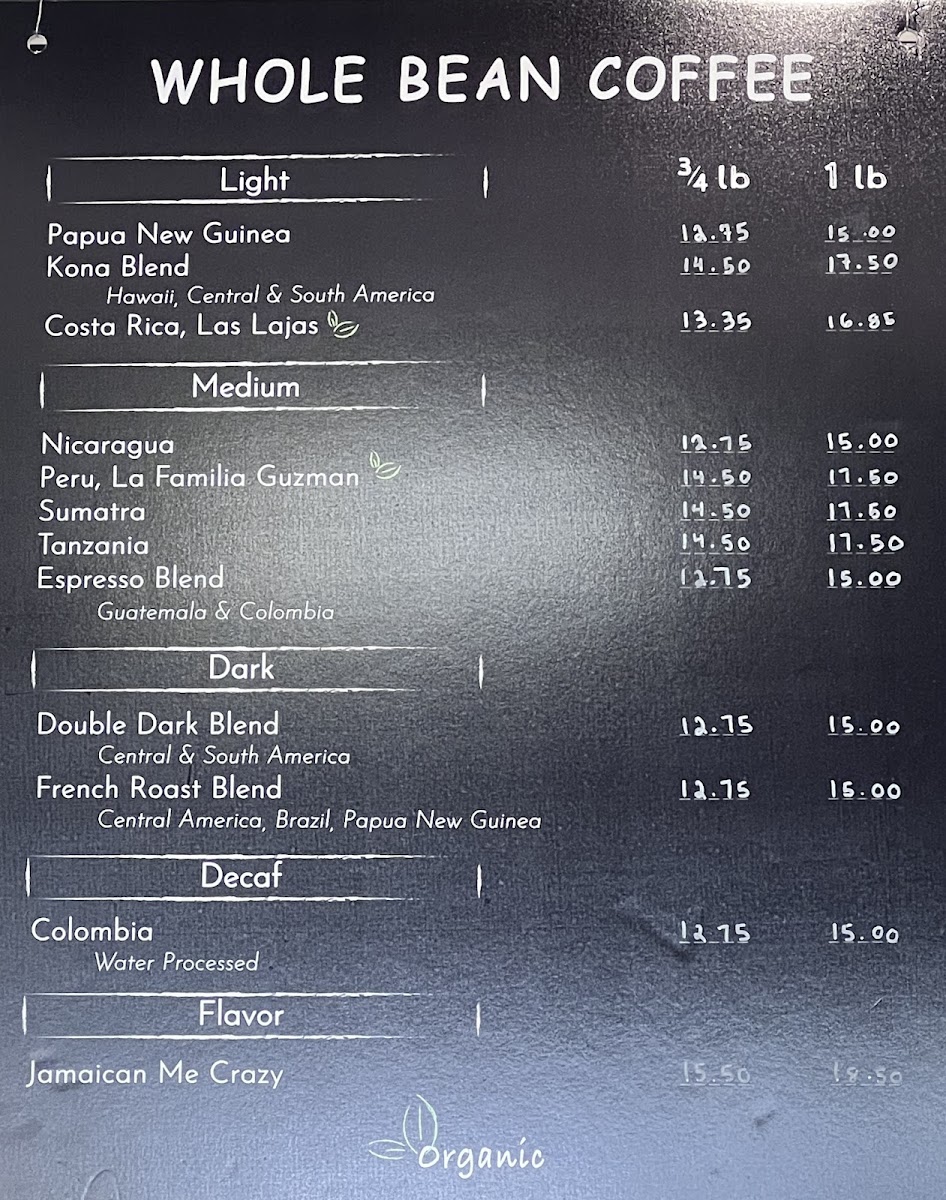 WHOLE BEAN COFFEE
Light ¾ lb 1 lb
Papua New Guinea 12.75 15.00
Kona Blend 14.50 17.50
Hawaii, Central & South America
Costa Rica, Las Lajas 13.35 16.85
Medium
Nicaragua 12.75 15.00
Peru, La Familia Guzman 14.50 17.50
Sumatra 14.50 17.50
Tanzania 14.50 17.50
Espresso Blend 12.75 15.00
Guatemala & Colombia
Dark
Double Dark Blend 12.75 15.00
Central & South America
French Roast Blend 12.75 15.00
Central America, Brazil, Papua New Guinea
Decaf
Colombia 12.75 15.00
Water Processed
Flavor
Jamaican Me Crazy 15.50 18.50
Organic